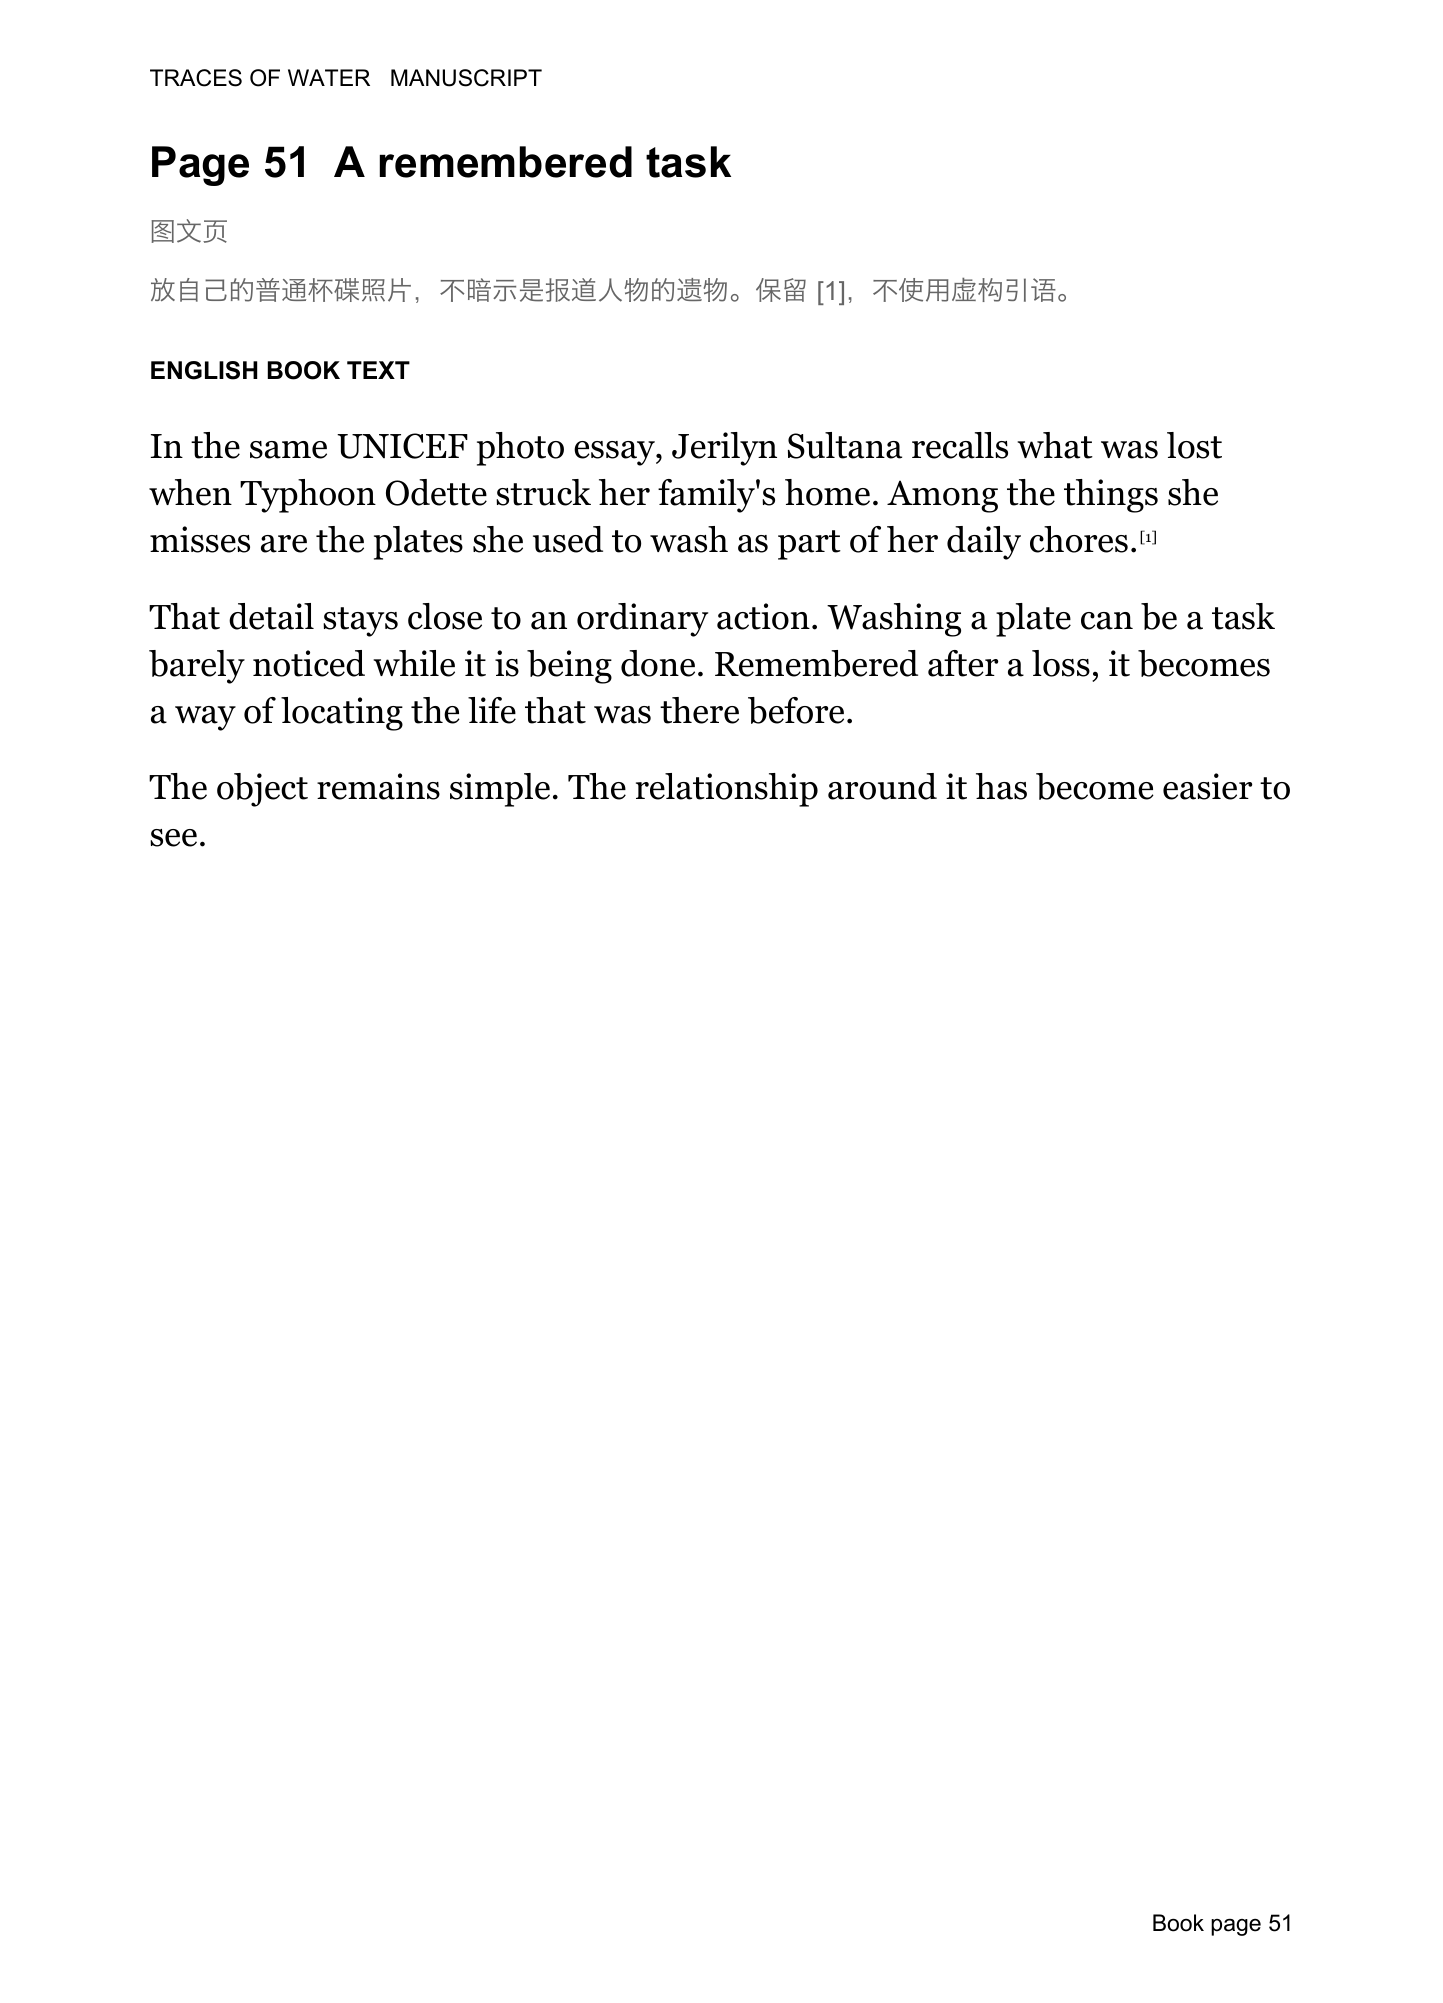 TRACES OF WATER MANUSCRIPT
Page 51 A remembered task
图文页
放自己的普通杯碟照片，不暗示是报道人物的遗物。保留 [1]，不使用虚构引语。
ENGLISH BOOK TEXT
In the same UNICEF photo essay, Jerilyn Sultana recalls what was lost
when Typhoon Odette struck her family's home. Among the things she
misses are the plates she used to wash as part of her daily chores.[1]
That detail stays close to an ordinary action. Washing a plate can be a task
barely noticed while it is being done. Remembered after a loss, it becomes
a way of locating the life that was there before.
The object remains simple. The relationship around it has become easier to
see.
Book page 51